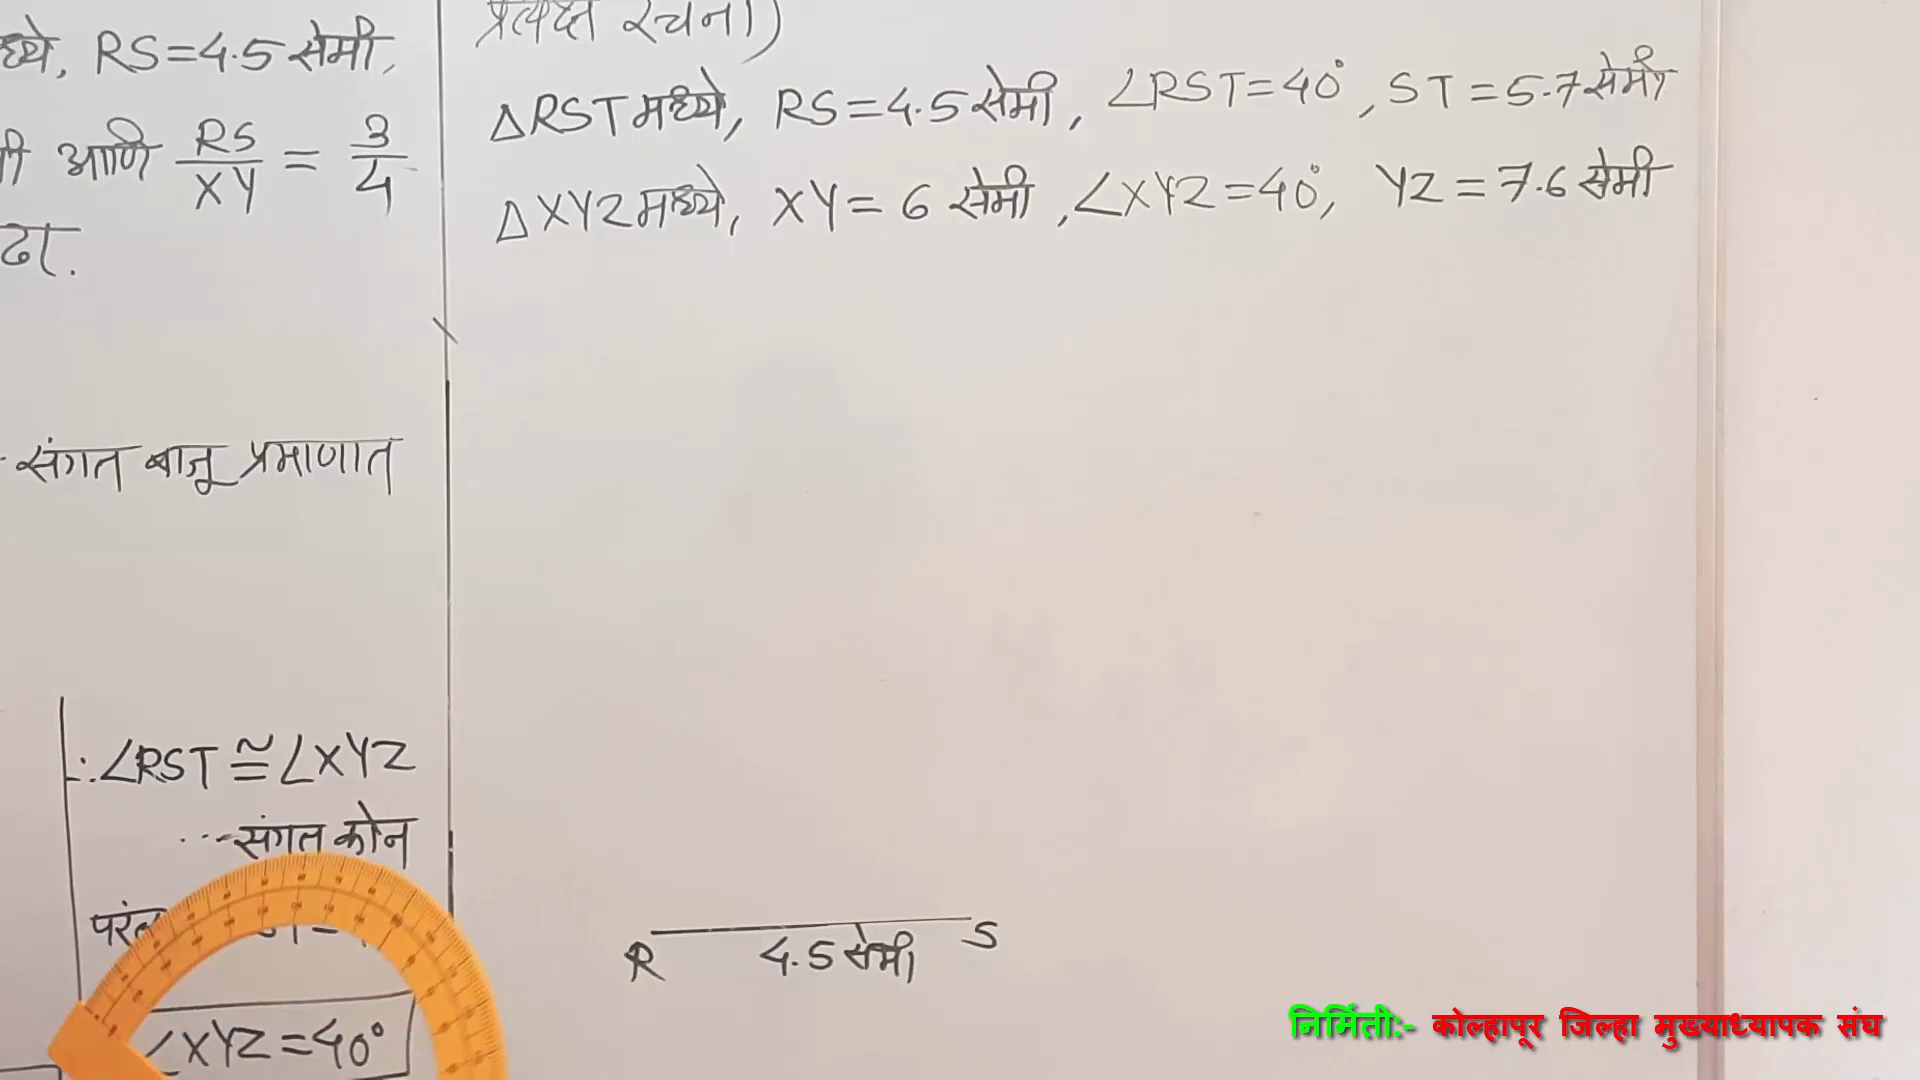 मध्ये, RS=4.5 सेमी,
आणि RS/XY = 3/4
काढा.
संगत बाजू प्रमाणात
∴ ∠RST ≅ ∠XYZ
...संगत कोन
∠XYZ=40°
प्रत्यक्ष रचना)
△RST मध्ये, RS=4.5 सेमी, ∠RST=40°, ST=5.7सेमी
△XYZ मध्ये, XY= 6 सेमी, ∠XYZ=40°, YZ=7.6 सेमी
R 4.5 सेमी S
निर्मिती:- कोल्हापूर जिल्हा मुख्याध्यापक संघ